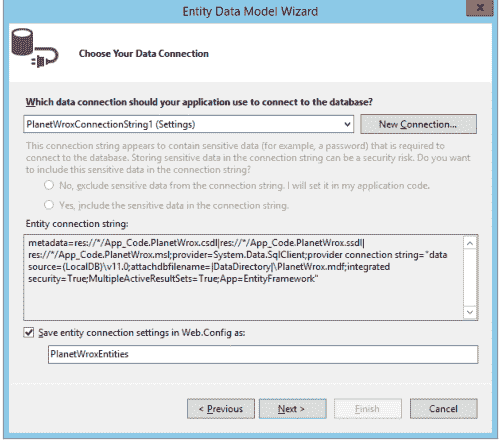 Entity Data Model Wizard
x
Choose Your Data Connection
Which data connection should your application use to connect to the database?
PlanetWroxConnectionString1 (Settings)
New Connection...
This connection string appears to contain sensitive data (for example, a password) that is required to
connect to the database. Storing sensitive data in the connection string can be a security risk. Do you want
to include this sensitive data in the connection string?
No, exclude sensitive data from the connection string. I will set it in my application code.
Yes, include the sensitive data in the connection string.
Entity connection string:
metadata=res://*/App_Code.PlanetWrox.csdl|res://*/App_Code.PlanetWrox.ssdl|
res://*/App_Code.PlanetWrox.msl;provider=System.Data.SqlClient;provider connection string="data
source=(LocalDB)\v11.0;attachdbfilename=|DataDirectory|\PlanetWrox.mdf;integrated
security=True;MultipleActiveResultSets=True;App=EntityFramework"
Save entity connection settings in Web.Config as:
PlanetWroxEntities
< Previous
Next >
Finish
Cancel